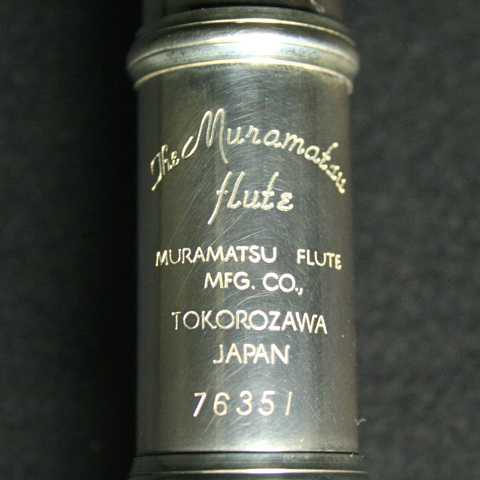 The Muramatsu
flute
MURAMATSU FLUTE
MFG. CO.,
TOKOROZAWA
JAPAN
76351